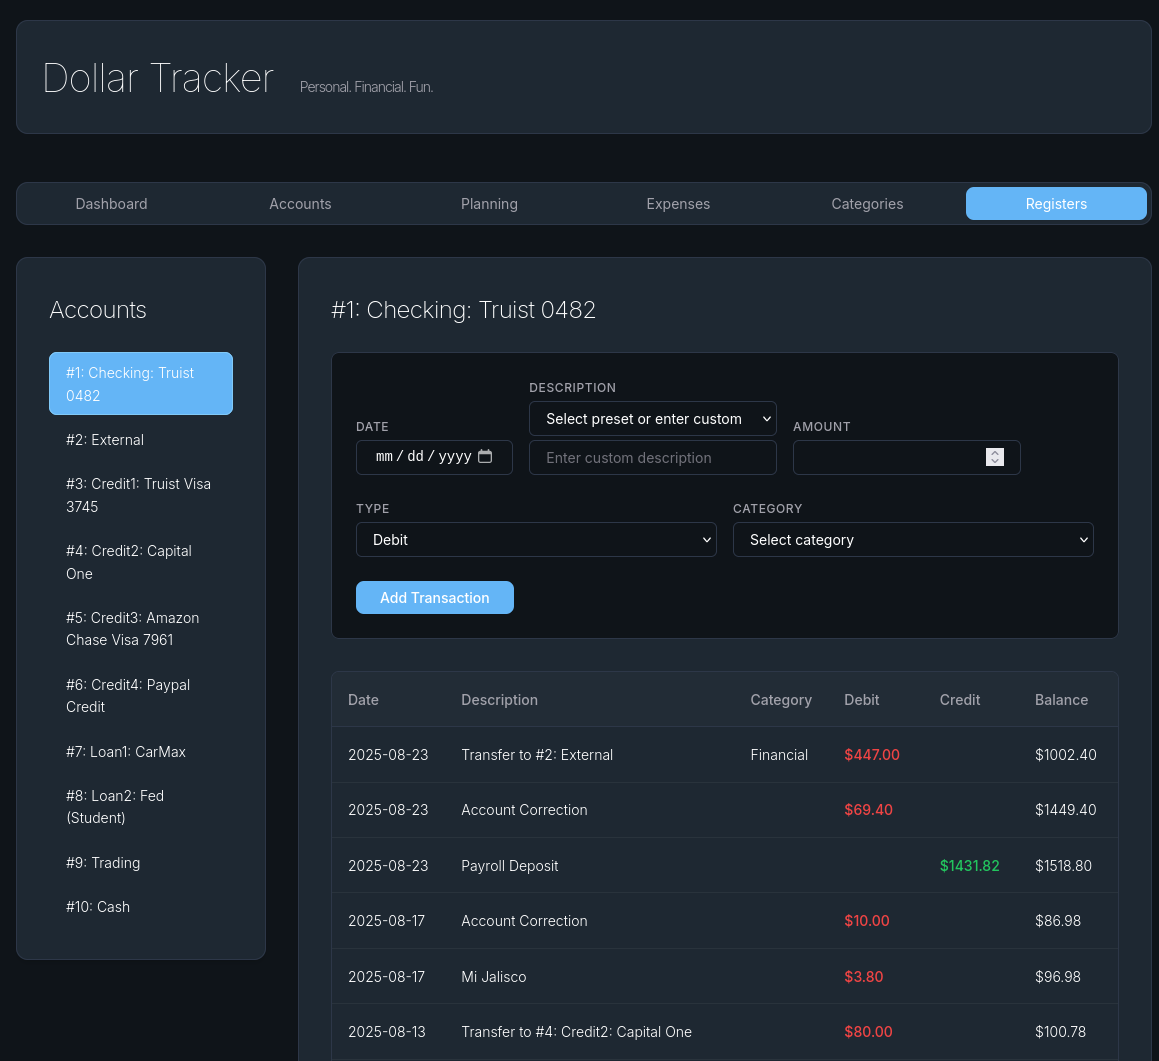 Dollar Tracker
Personal. Financial. Fun.
Dashboard
Accounts
Planning
Expenses
Categories
Registers
Accounts
#1: Checking: Truist
0482
#2: External
#3: Credit1: Truist Visa
3745
#4: Credit2: Capital
One
#5: Credit3: Amazon
Chase Visa 7961
#6: Credit4: Paypal
Credit
#7: Loan1: CarMax
#8: Loan2: Fed
(Student)
#9: Trading
#10: Cash
#1: Checking: Truist 0482
DATE
mm/dd/yyyy
DESCRIPTION
Select preset or enter custom
Enter custom description
AMOUNT
TYPE
Debit
CATEGORY
Select category
Add Transaction
Date Description Category Debit Credit Balance
2025-08-23 Transfer to #2: External Financial $447.00 $1002.40
2025-08-23 Account Correction $69.40 $1449.40
2025-08-23 Payroll Deposit $1431.82 $1518.80
2025-08-17 Account Correction $10.00 $86.98
2025-08-17 Mi Jalisco $3.80 $96.98
2025-08-13 Transfer to #4: Credit2: Capital One $80.00 $100.78